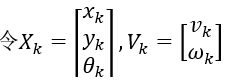 令$X_k = \begin{bmatrix} x_k \\ y_k \\ \theta_k \end{bmatrix}, V_k = \begin{bmatrix} v_k \\ \omega_k \end{bmatrix}$